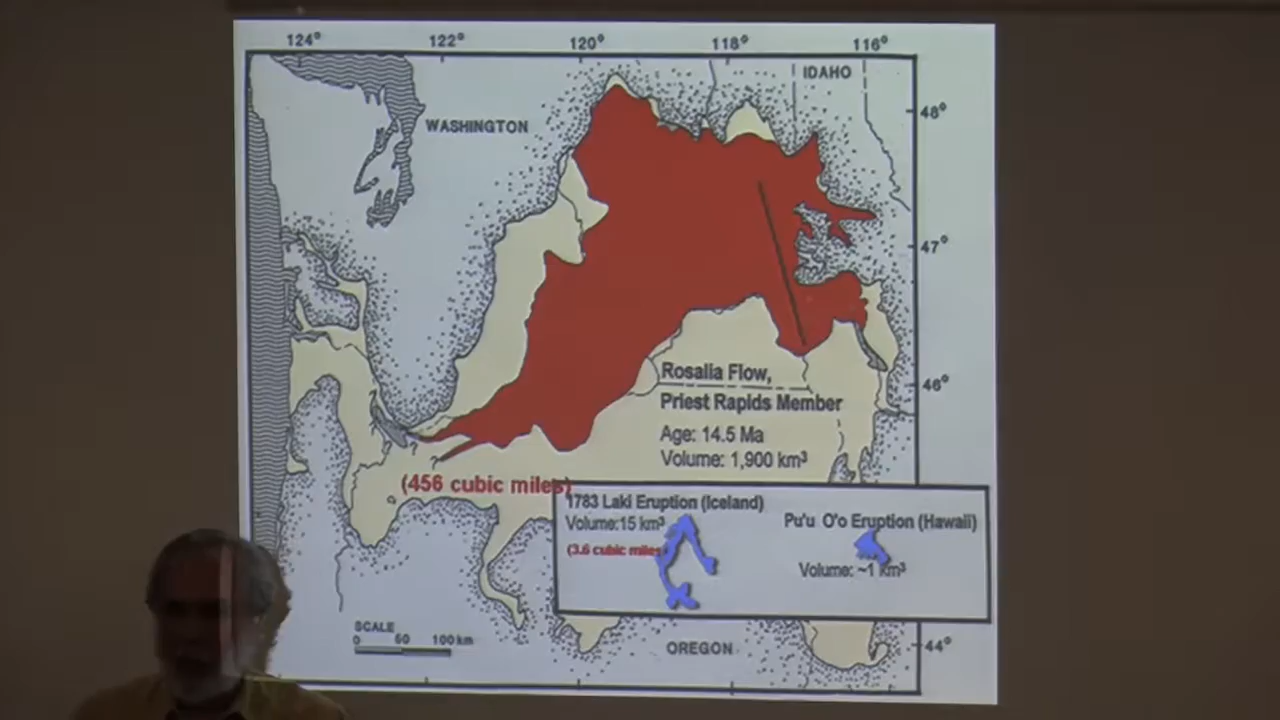 124° 122° 120° 118° 116°
IDAHO
48°
WASHINGTON
47°
Rosalia Flow,
46°
Priest Rapids Member
Age: 14.5 Ma
Volume: 1,900 km³
(456 cubic miles)
1783 Laki Eruption (Iceland)
Volume:15 km³
(3.6 cubic miles
Pu'u O'o Eruption (Hawaii)
Volume: ~1 km³
SCALE
0 50 100 km
OREGON
44°